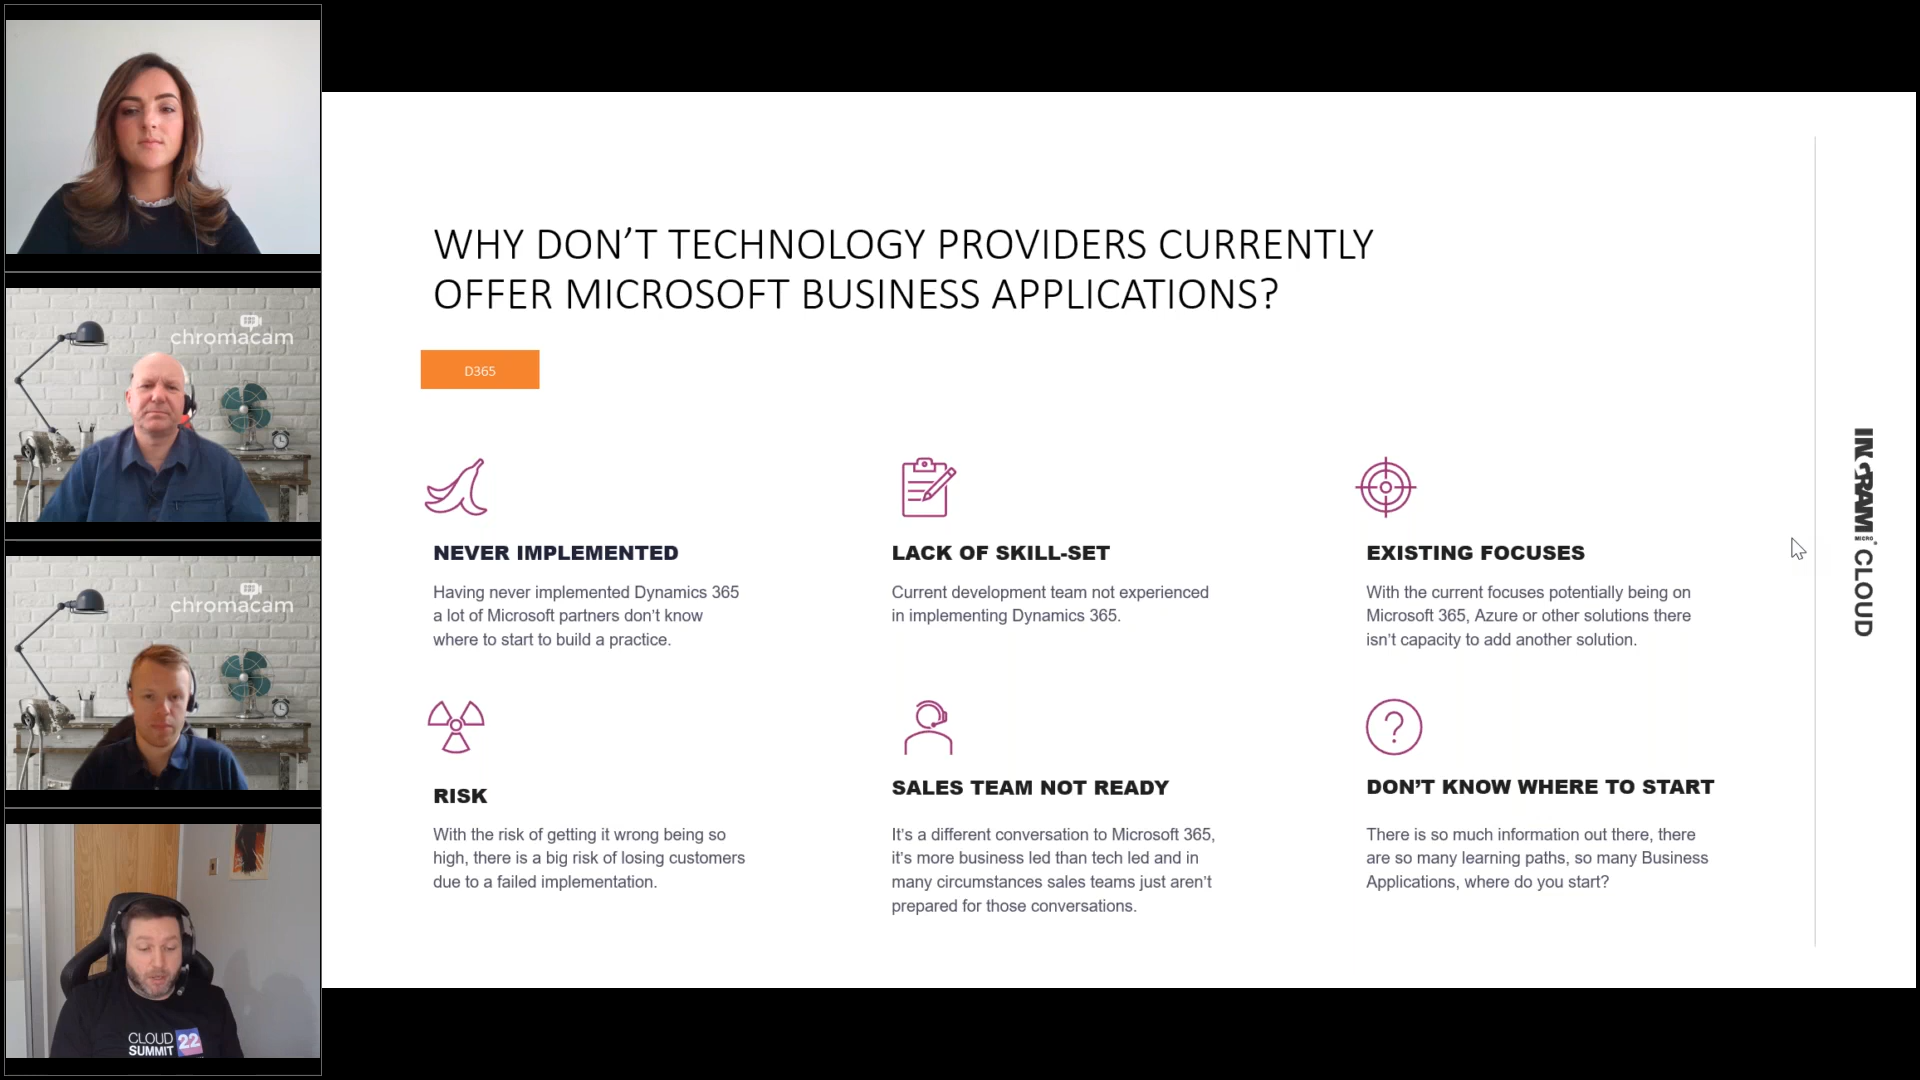 chromacam
chromacam
CLOUD
SUMMIT 22
WHY DON’T TECHNOLOGY PROVIDERS CURRENTLY
OFFER MICROSOFT BUSINESS APPLICATIONS?
D365
NEVER IMPLEMENTED
Having never implemented Dynamics 365
a lot of Microsoft partners don’t know
where to start to build a practice.
LACK OF SKILL-SET
Current development team not experienced
in implementing Dynamics 365.
EXISTING FOCUSES
With the current focuses potentially being on
Microsoft 365, Azure or other solutions there
isn’t capacity to add another solution.
RISK
With the risk of getting it wrong being so
high, there is a big risk of losing customers
due to a failed implementation.
SALES TEAM NOT READY
It’s a different conversation to Microsoft 365,
it’s more business led than tech led and in
many circumstances sales teams just aren’t
prepared for those conversations.
DON’T KNOW WHERE TO START
There is so much information out there, there
are so many learning paths, so many Business
Applications, where do you start?
INGRAM MICRO® CLOUD